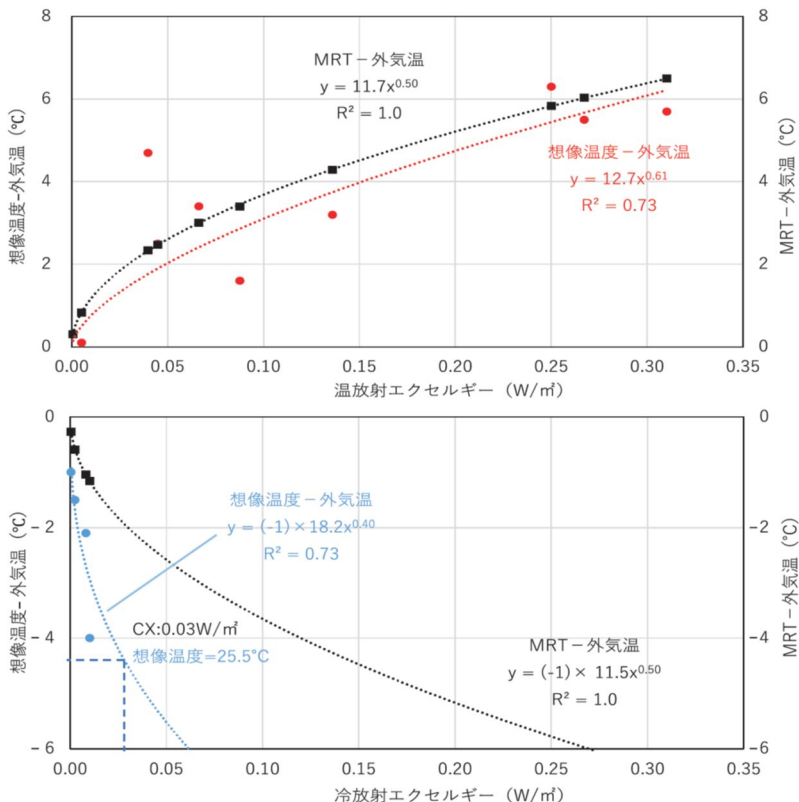 8
6
4
2
0
想像温度-外気温（℃）
MRT－外気温
y = 11.7x^0.50
R² = 1.0
想像温度－外気温
y = 12.7x^0.61
R² = 0.73
8
6
4
2
0
MRT－外気温（℃）
0.00 0.05 0.10 0.15 0.20 0.25 0.30 0.35
温放射エクセルギー（W/㎡）
0
－2
－4
－6
想像温度-外気温（℃）
想像温度－外気温
y = (-1)×18.2x^0.40
R² = 0.73
CX:0.03W/㎡
想像温度=25.5°C
MRT－外気温
y = (-1)× 11.5x^0.50
R² = 1.0
0
－2
－4
－6
MRT－外気温（℃）
0.00 0.05 0.10 0.15 0.20 0.25 0.30 0.35
冷放射エクセルギー（W/㎡）